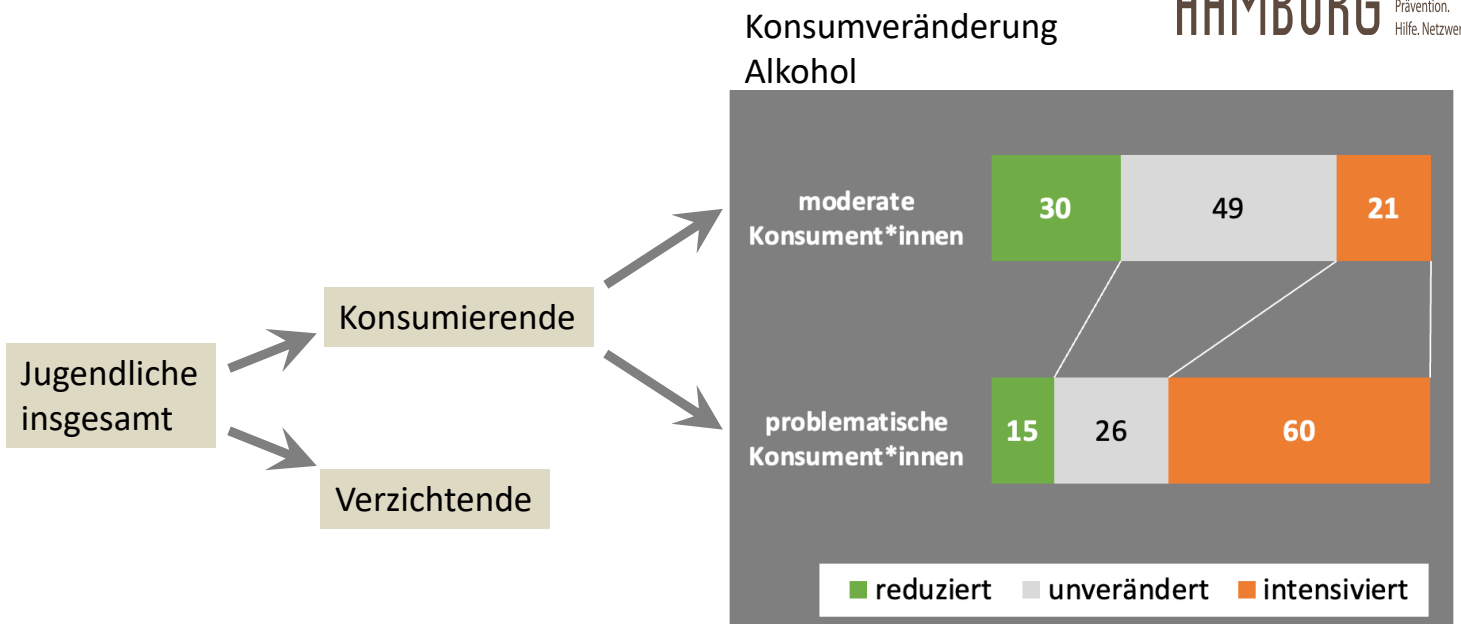 HAMBURG
Prävention.
Hilfe. Netzwer
Konsumveränderung
Alkohol
moderate
Konsument*innen
30
49
21
Konsumierende
Jugendliche
insgesamt
problematische
Konsument*innen
15
26
60
Verzichtende
reduziert
unverändert
intensiviert